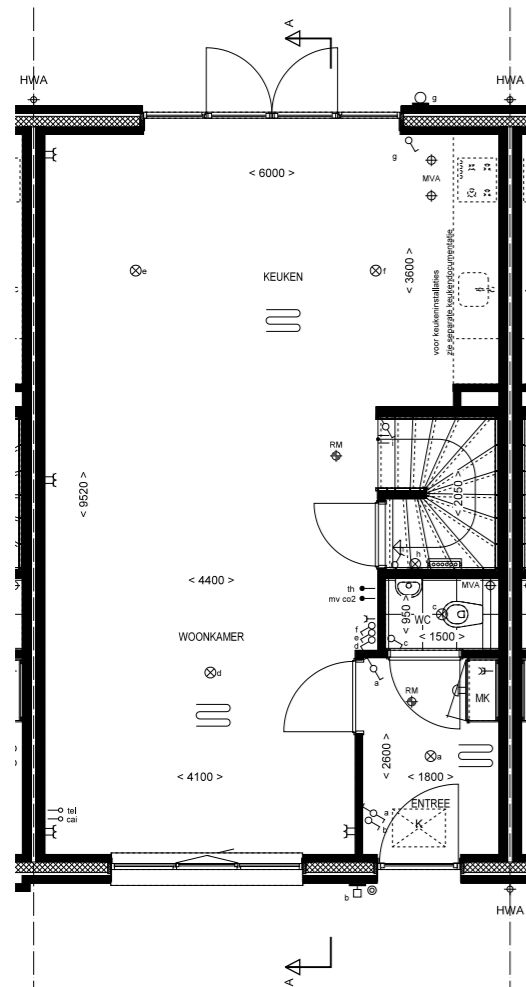 A
HWA
HWA
g
g
< 6000 >
MVA
e
f
KEUKEN
< 3600 >
voor keukeninstallaties
zie separate keukendocumentatie
RM
< 9520 >
< 2050 >
h
< 4400 >
th
mv co2
MVA
< 950 >
WC
c
< 1500 >
f
e
d
c
WOONKAMER
a
d
RM
MK
< 2600 >
a
< 4100 >
< 1800 >
ENTREE
tel
cai
a
b
K
b
HWA
A